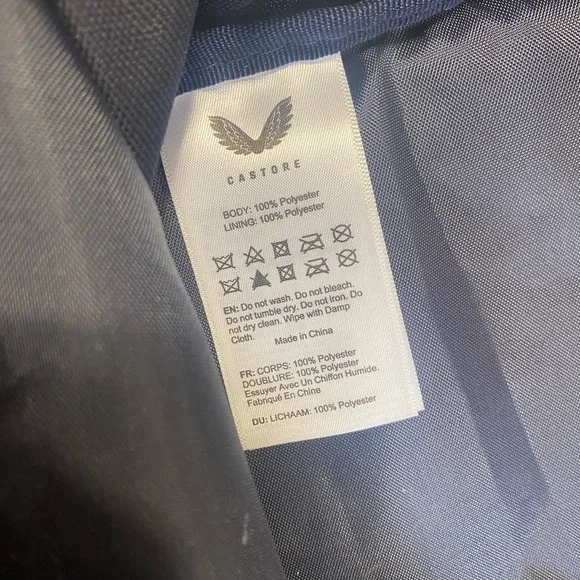 CASTORE
BODY: 100% Polyester
LINING: 100% Polyester
EN: Do not wash. Do not bleach.
Do not tumble dry. Do not iron. Do
not dry clean. Wipe with Damp
Cloth.
Made in China
FR: CORPS: 100% Polyester
DOUBLURE: 100% Polyester
Essuyer Avec Un Chiffon Humide.
Fabriqué En Chine
DU: LICHAAM: 100% Polyester